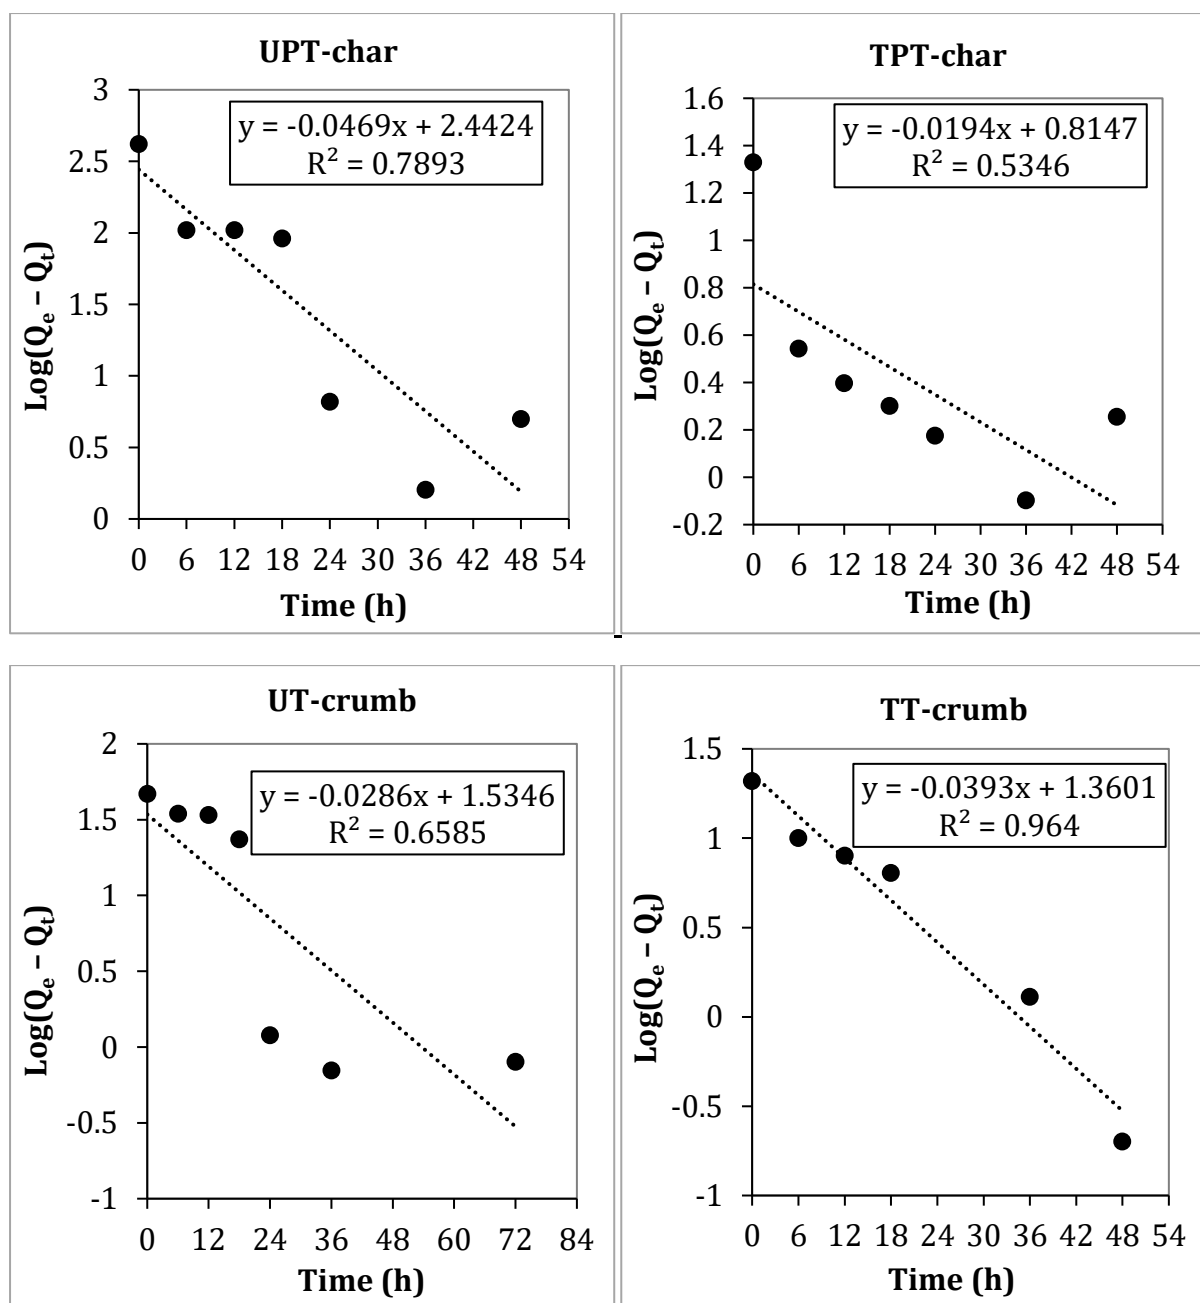 UPT-char
y = -0.0469x + 2.4424
R² = 0.7893
3
2.5
2
1.5
1
0.5
0
Log(Qₑ – Qₜ)
0 6 12 18 24 30 36 42 48 54
Time (h)
TPT-char
y = -0.0194x + 0.8147
R² = 0.5346
1.6
1.4
1.2
1
0.8
0.6
0.4
0.2
0
-0.2
Log(Qₑ – Qₜ)
0 6 12 18 24 30 36 42 48 54
Time (h)
UT-crumb
y = -0.0286x + 1.5346
R² = 0.6585
2
1.5
1
0.5
0
-0.5
-1
Log(Qₑ – Qₜ)
0 12 24 36 48 60 72 84
Time (h)
TT-crumb
y = -0.0393x + 1.3601
R² = 0.964
1.5
1
0.5
0
-0.5
-1
Log(Qₑ – Qₜ)
0 6 12 18 24 30 36 42 48 54
Time (h)